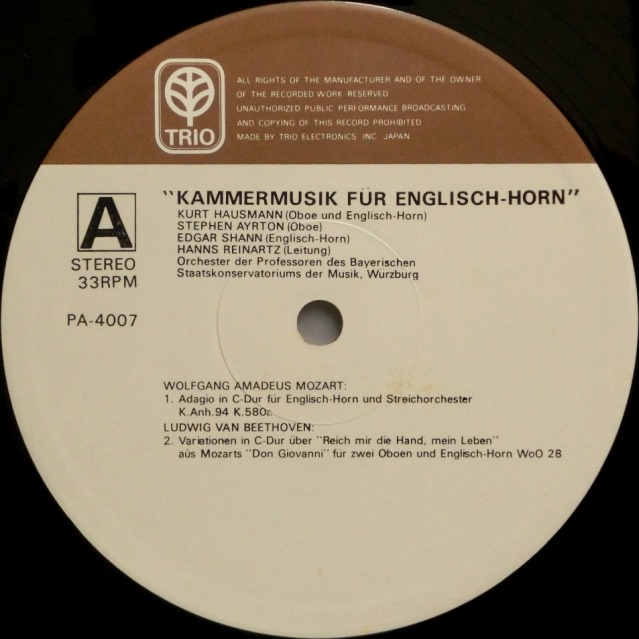 TRIO
ALL RIGHTS OF THE MANUFACTURER AND OF THE OWNER
OF THE RECORDED WORK RESERVED
UNAUTHORIZED PUBLIC PERFORMANCE BROADCASTING
AND COPYING OF THIS RECORD PROHIBITED
MADE BY TRIO ELECTRONICS INC JAPAN
A
STEREO
33RPM
PA-4007
"KAMMERMUSIK FÜR ENGLISCH-HORN"
KURT HAUSMANN (Oboe und Englisch-Horn)
STEPHEN AYRTON (Oboe)
EDGAR SHANN (Englisch-Horn)
HANNS REINARTZ (Leitung)
Orchester der Professoren des Bayerischen
Staatskonservatoriums der Musik, Wurzburg
WOLFGANG AMADEUS MOZART:
1. Adagio in C-Dur für Englisch-Horn und Streichorchester
K.Anh.94 K.580a
LUDWIG VAN BEETHOVEN:
2. Variationen in C-Dur über "Reich mir die Hand, mein Leben"
aus Mozarts "Don Giovanni" für zwei Oboen und Englisch-Horn WoO 28